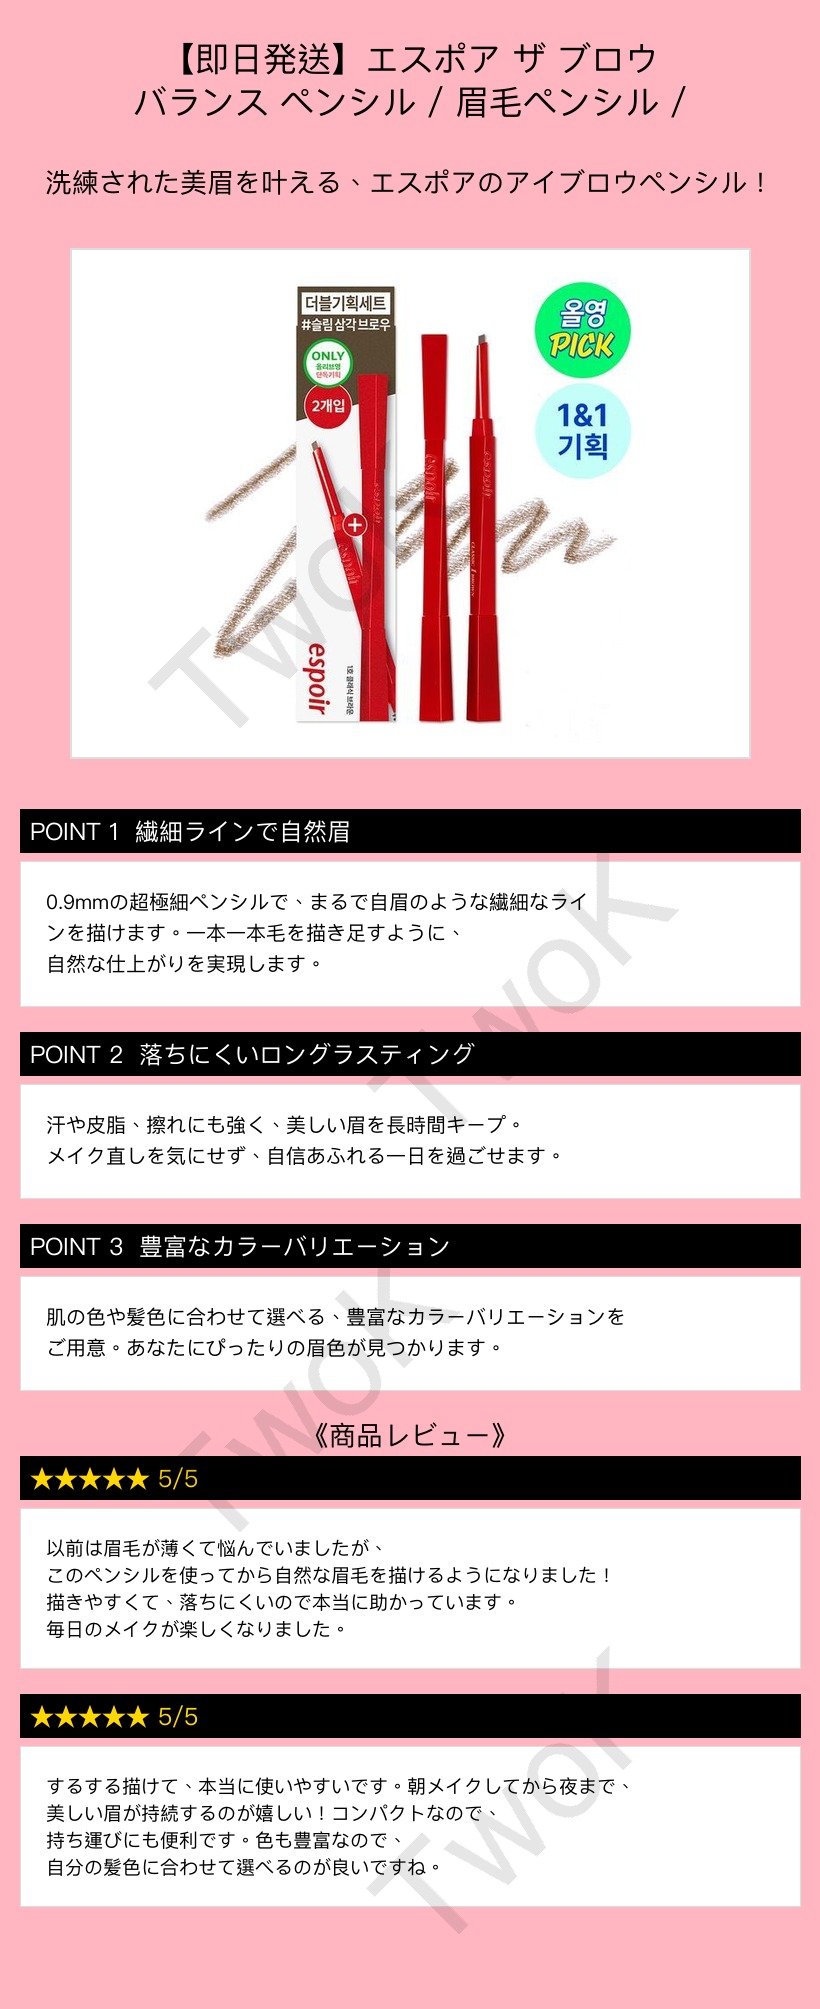 【即日発送】エスポア ザ ブロウ
バランス ペンシル / 眉毛ペンシル /
洗練された美眉を叶える、エスポアのアイブロウペンシル！
더블기획세트
#슬림삼각브로우
ONLY
올리브영
단독기획
2개입
+
espoir
1호 클래식 브라운
espoir
espoir
espoir
espoir
올영
PICK
1&1
기획
TwoK
POINT 1 繊細ラインで自然眉
0.9mmの超極細ペンシルで、まるで自眉のような繊細なライ
ンを描けます。一本一本毛を描き足すように、
自然な仕上がりを実現します。
TwoK
POINT 2 落ちにくいロングラスティング
汗や皮脂、擦れにも強く、美しい眉を長時間キープ。
メイク直しを気にせず、自信あふれる一日を過ごせます。
POINT 3 豊富なカラーバリエーション
肌の色や髪色に合わせて選べる、豊富なカラーバリエーションを
ご用意。あなたにぴったりの眉色が見つかります。
TwoK
《商品レビュー》
★★★★★ 5/5
以前は眉毛が薄くて悩んでいましたが、
このペンシルを使ってから自然な眉毛を描けるようになりました！
描きやすくて、落ちにくいので本当に助かっています。
毎日のメイクが楽しくなりました。
★★★★★ 5/5
するする描けて、本当に使いやすいです。朝メイクしてから夜まで、
美しい眉が持続するのが嬉しい！コンパクトなので、
持ち運びにも便利です。色も豊富なので、
自分の髪色に合わせて選べるのが良いですね。
TwoK